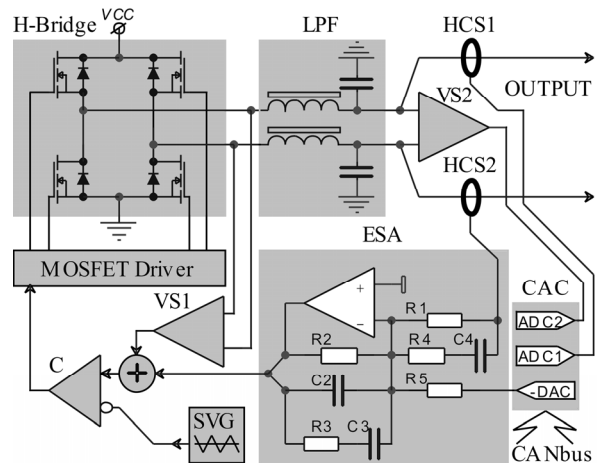 H-Bridge
VCC
LPF
HCS1
OUTPUT
VS2
HCS2
MOSFET Driver
ESA
VS1
+
−
R1
CAC
ADC2
R2
R4
C4
ADC1
C
+
C2
R5
-DAC
R3
C3
SVG
CANbus